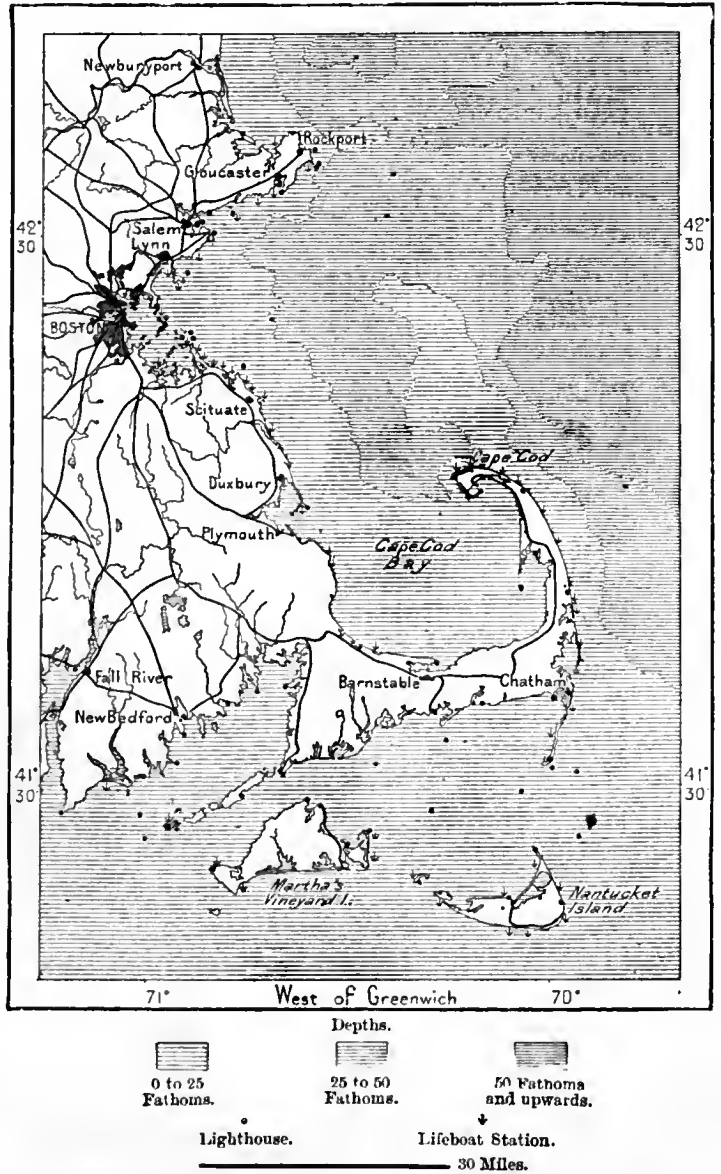 Newburyport
Rockport
Gloucaster
42°
30
Salem
Lynn
42°
30
BOSTON
Scituate
Cape Cod
Duxbury
Plymouth
Cape Cod
Bay
Fall River
Barnstable
Chatham
New Bedford
41°
30
41°
30
Martha's
Vineyard I.
Nantucket
Island
71°
West of Greenwich
70°
Depths.
0 to 25
Fathoms.
25 to 50
Fathoms.
50 Fathoms
and upwards.
Lighthouse.
Lifeboat Station.
30 Miles.